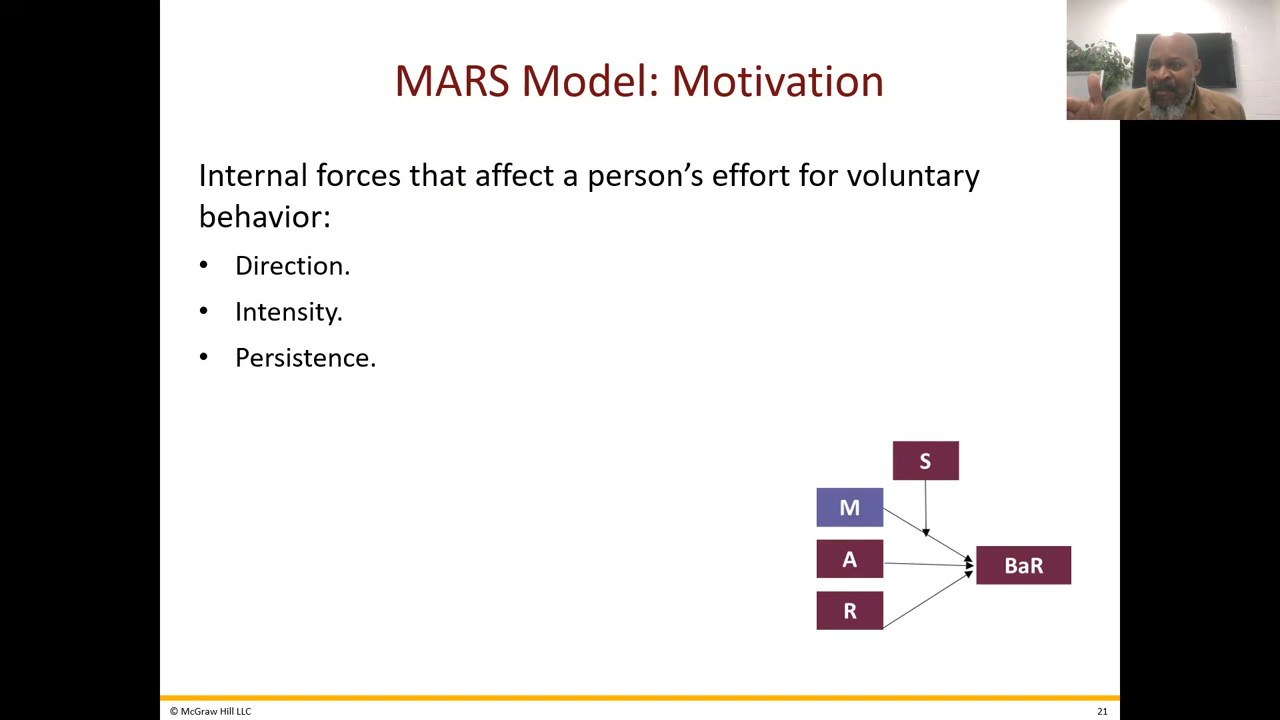 MARS Model: Motivation
Internal forces that affect a person’s effort for voluntary
behavior:
• Direction.
• Intensity.
• Persistence.
S
M
A
BaR
R
© McGraw Hill LLC
21